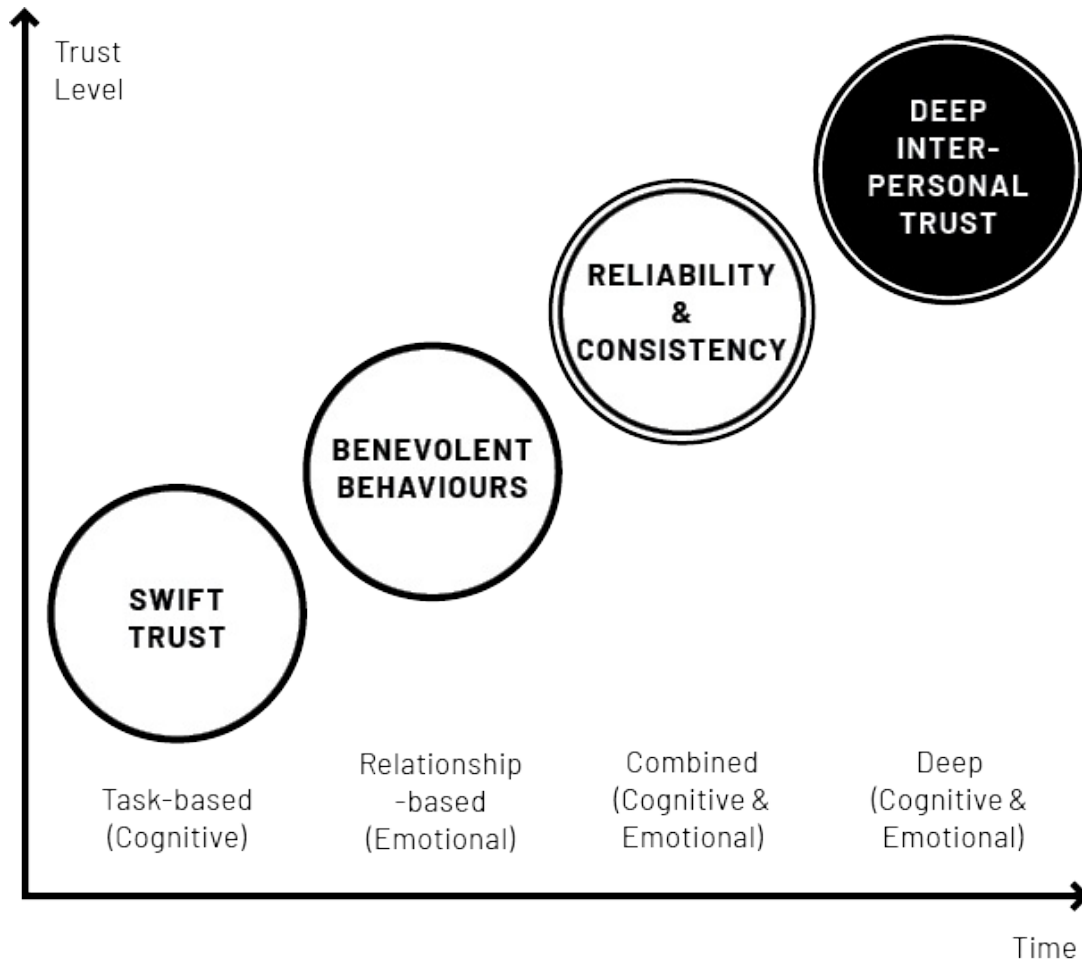 Trust
Level
DEEP
INTER-
PERSONAL
TRUST
RELIABILITY
&
CONSISTENCY
BENEVOLENT
BEHAVIOURS
SWIFT
TRUST
Task-based
(Cognitive)
Relationship
-based
(Emotional)
Combined
(Cognitive &
Emotional)
Deep
(Cognitive &
Emotional)
Time